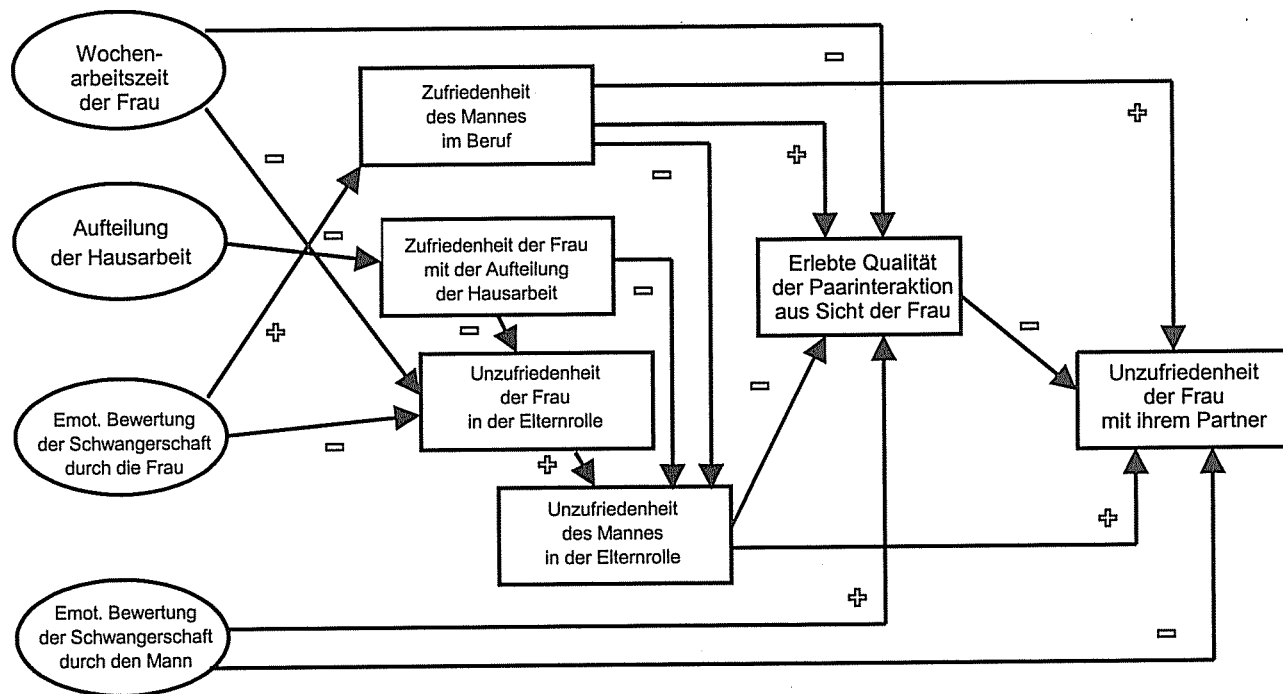 Wochen-
arbeitszeit
der Frau
Zufriedenheit
des Mannes
im Beruf
Aufteilung
der Hausarbeit
Zufriedenheit der Frau
mit der Aufteilung
der Hausarbeit
Erlebte Qualität
der Paarinteraktion
aus Sicht der Frau
Unzufriedenheit
der Frau
in der Elternrolle
Unzufriedenheit
der Frau
mit ihrem Partner
Emot. Bewertung
der Schwangerschaft
durch die Frau
Unzufriedenheit
des Mannes
in der Elternrolle
Emot. Bewertung
der Schwangerschaft
durch den Mann